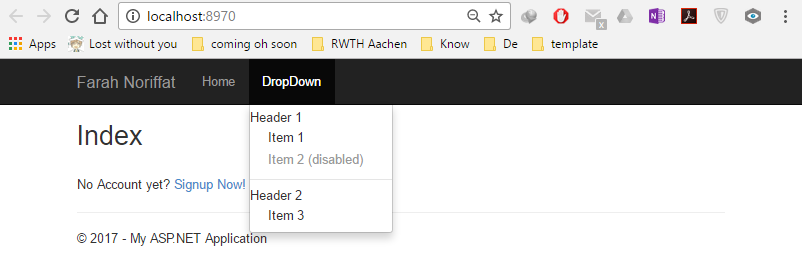 localhost:8970
Apps Lost without you coming oh soon RWTH Aachen Know De template
Farah Noriffat Home DropDown
Header 1
Item 1
Item 2 (disabled)
Header 2
Item 3
Index
No Account yet? Signup Now!
© 2017 - My ASP.NET Application